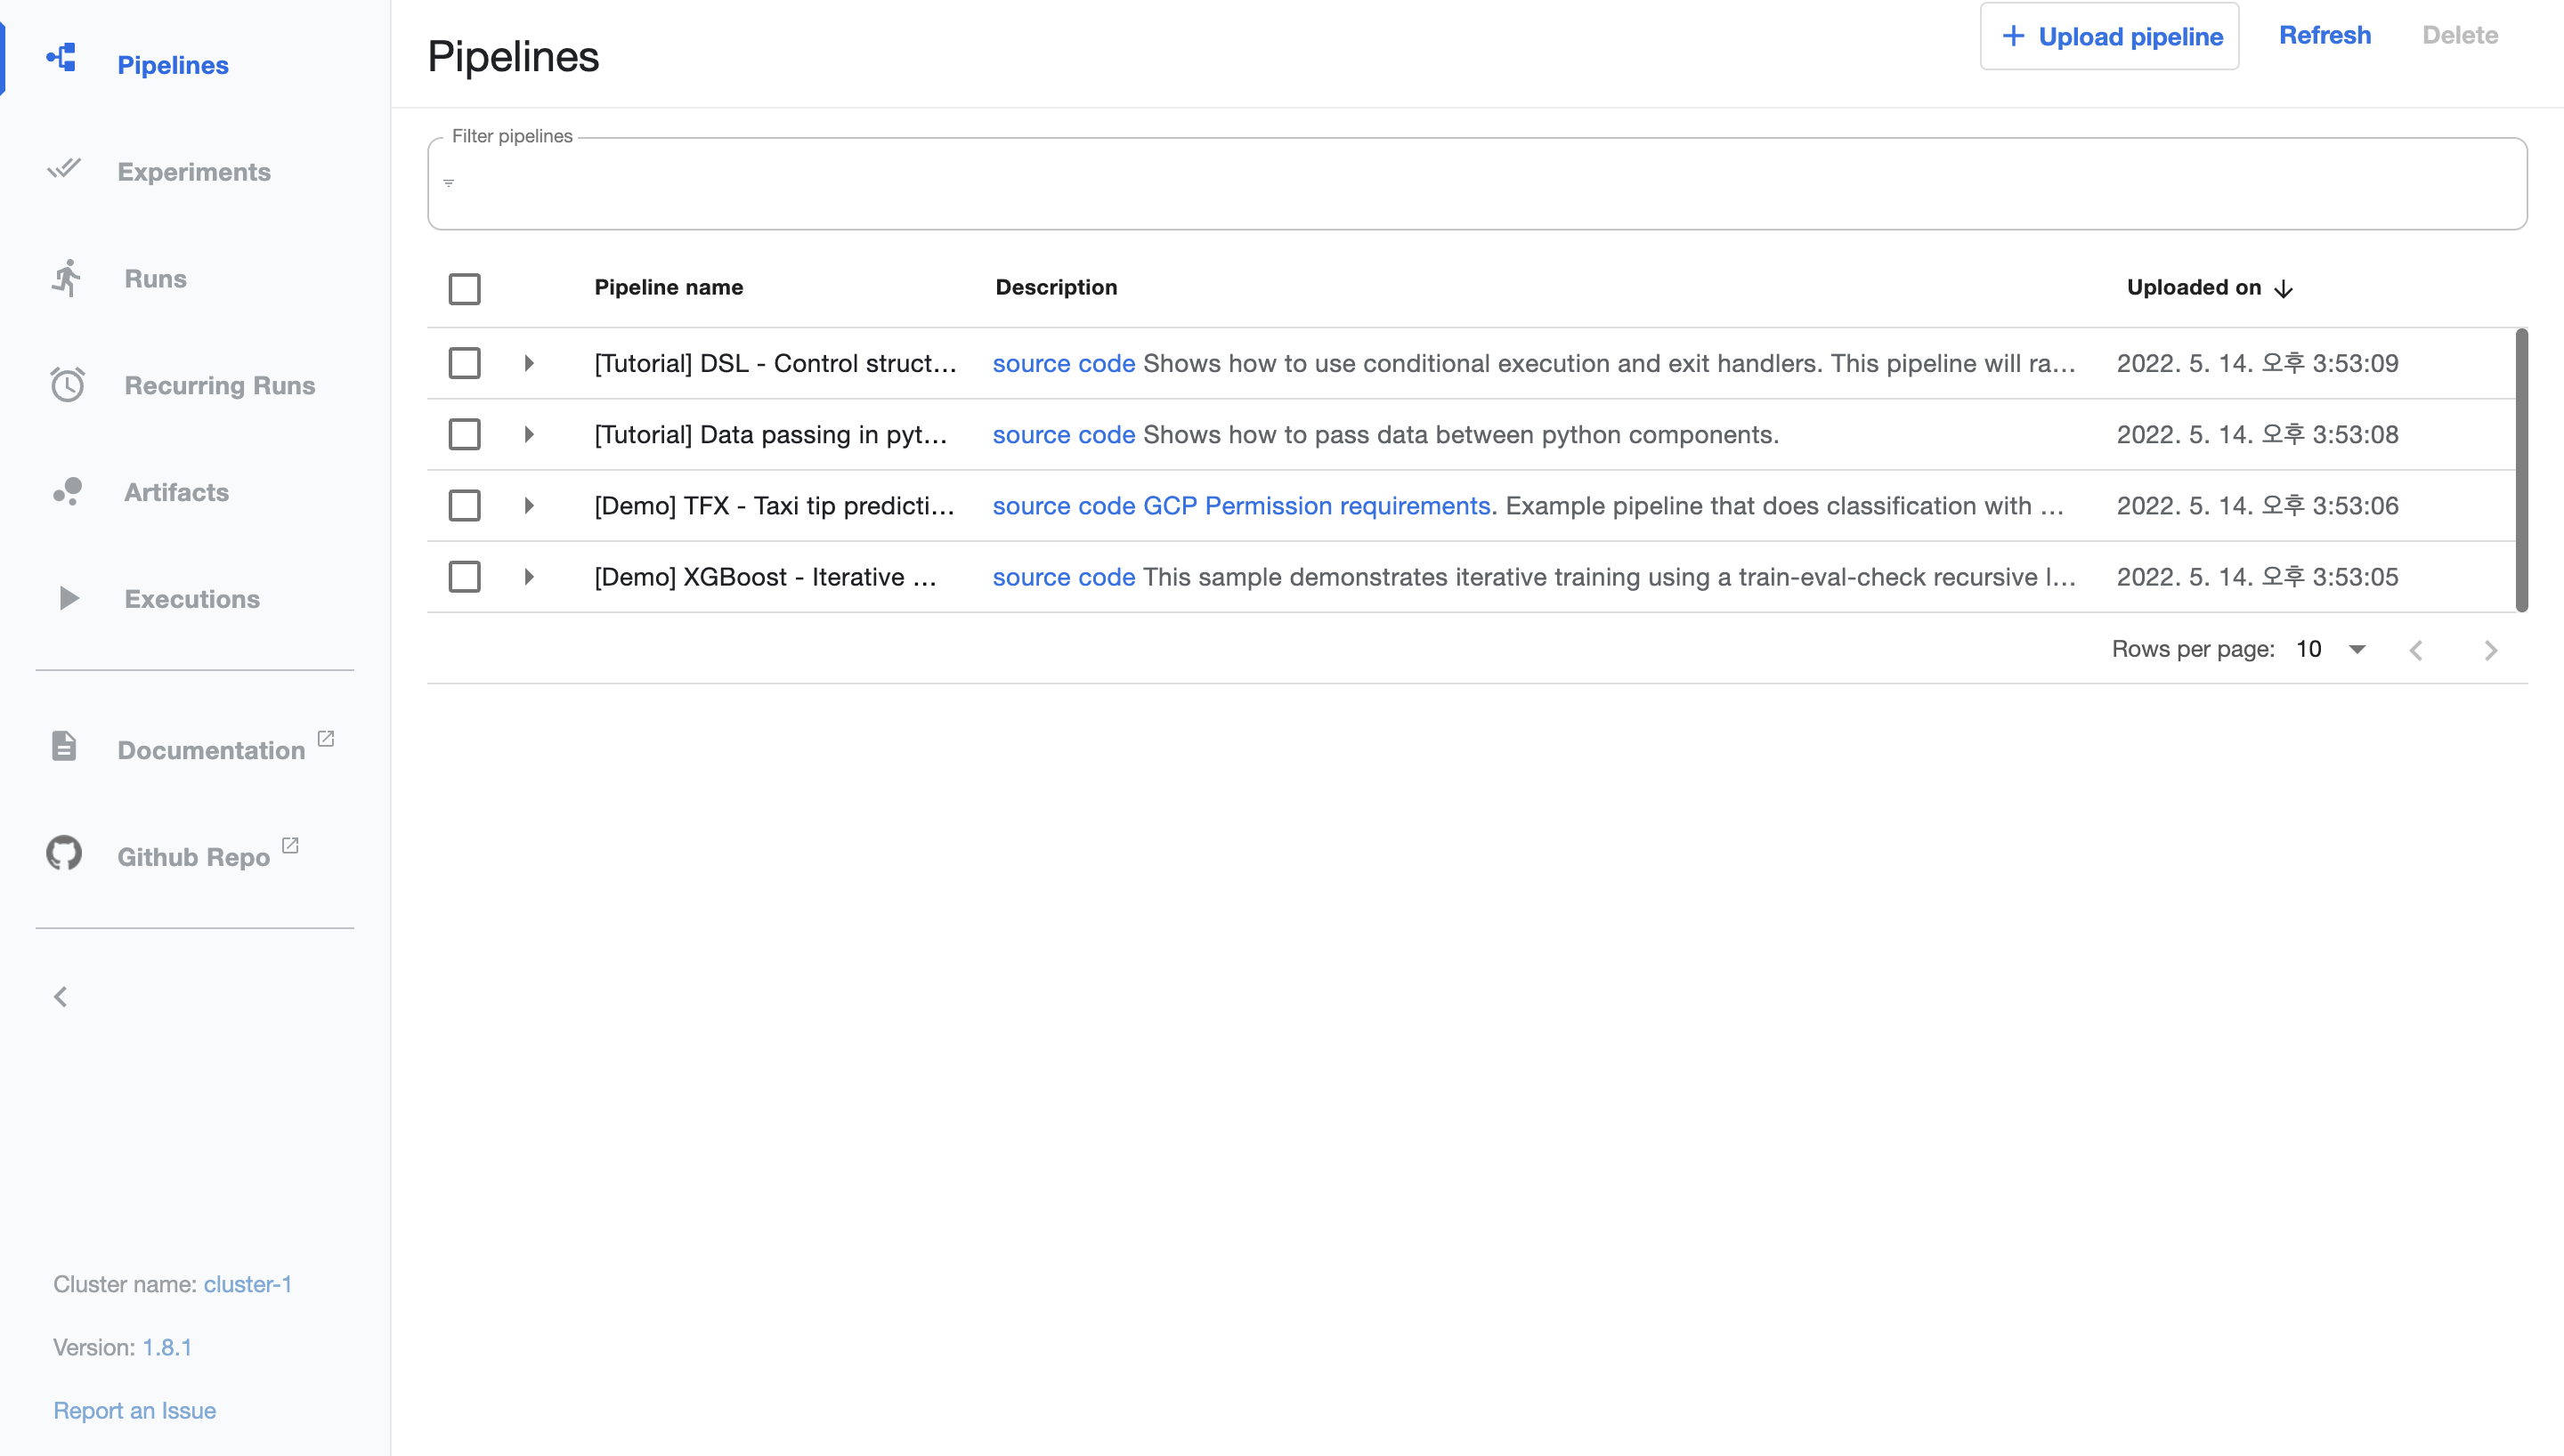 Pipelines
Experiments
Runs
Recurring Runs
Artifacts
Executions
Documentation
Github Repo
Cluster name: cluster-1
Version: 1.8.1
Report an Issue
Pipelines
+ Upload pipeline Refresh Delete
Filter pipelines
Pipeline name Description Uploaded on
[Tutorial] DSL - Control struct... source code Shows how to use conditional execution and exit handlers. This pipeline will ra... 2022. 5. 14. 오후 3:53:09
[Tutorial] Data passing in pyt... source code Shows how to pass data between python components. 2022. 5. 14. 오후 3:53:08
[Demo] TFX - Taxi tip predicti... source code GCP Permission requirements. Example pipeline that does classification with ... 2022. 5. 14. 오후 3:53:06
[Demo] XGBoost - Iterative ... source code This sample demonstrates iterative training using a train-eval-check recursive l... 2022. 5. 14. 오후 3:53:05
Rows per page: 10